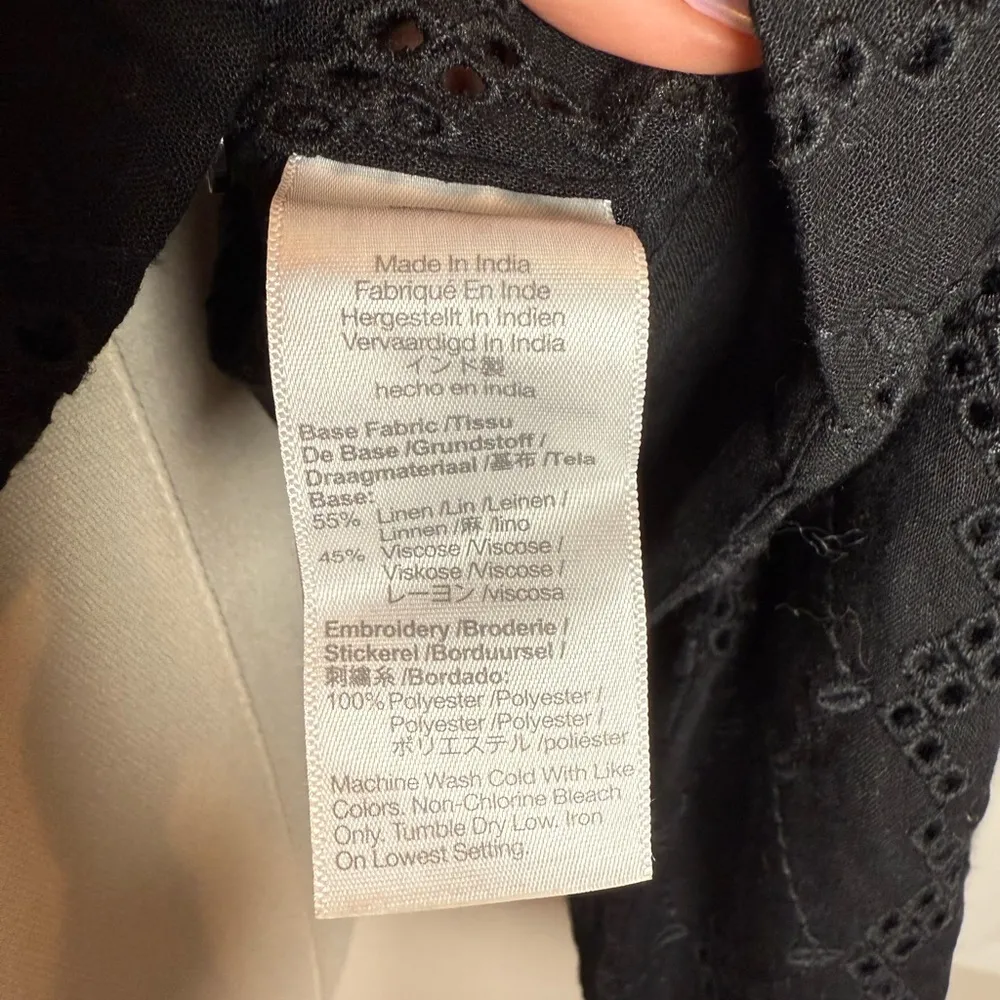 Made In India
Fabriqué En Inde
Hergestellt In Indien
Vervaardigd In India
インド製
hecho en india
Base Fabric /Tissu
De Base /Grundstoff /
Draagmateriaal /基布 /Tela
Base:
55% Linen /Lin /Leinen /
Linnen /麻 /lino
45% Viscose /Viscose /
Viskose /Viscose /
レーヨン /viscosa
Embroidery /Broderie /
Stickerei /Borduursel /
刺繍糸 /Bordado:
100% Polyester /Polyester /
Polyester /Polyester /
ポリエステル /poliéster
Machine Wash Cold With Like
Colors. Non-Chlorine Bleach
Only. Tumble Dry Low. Iron
On Lowest Setting.